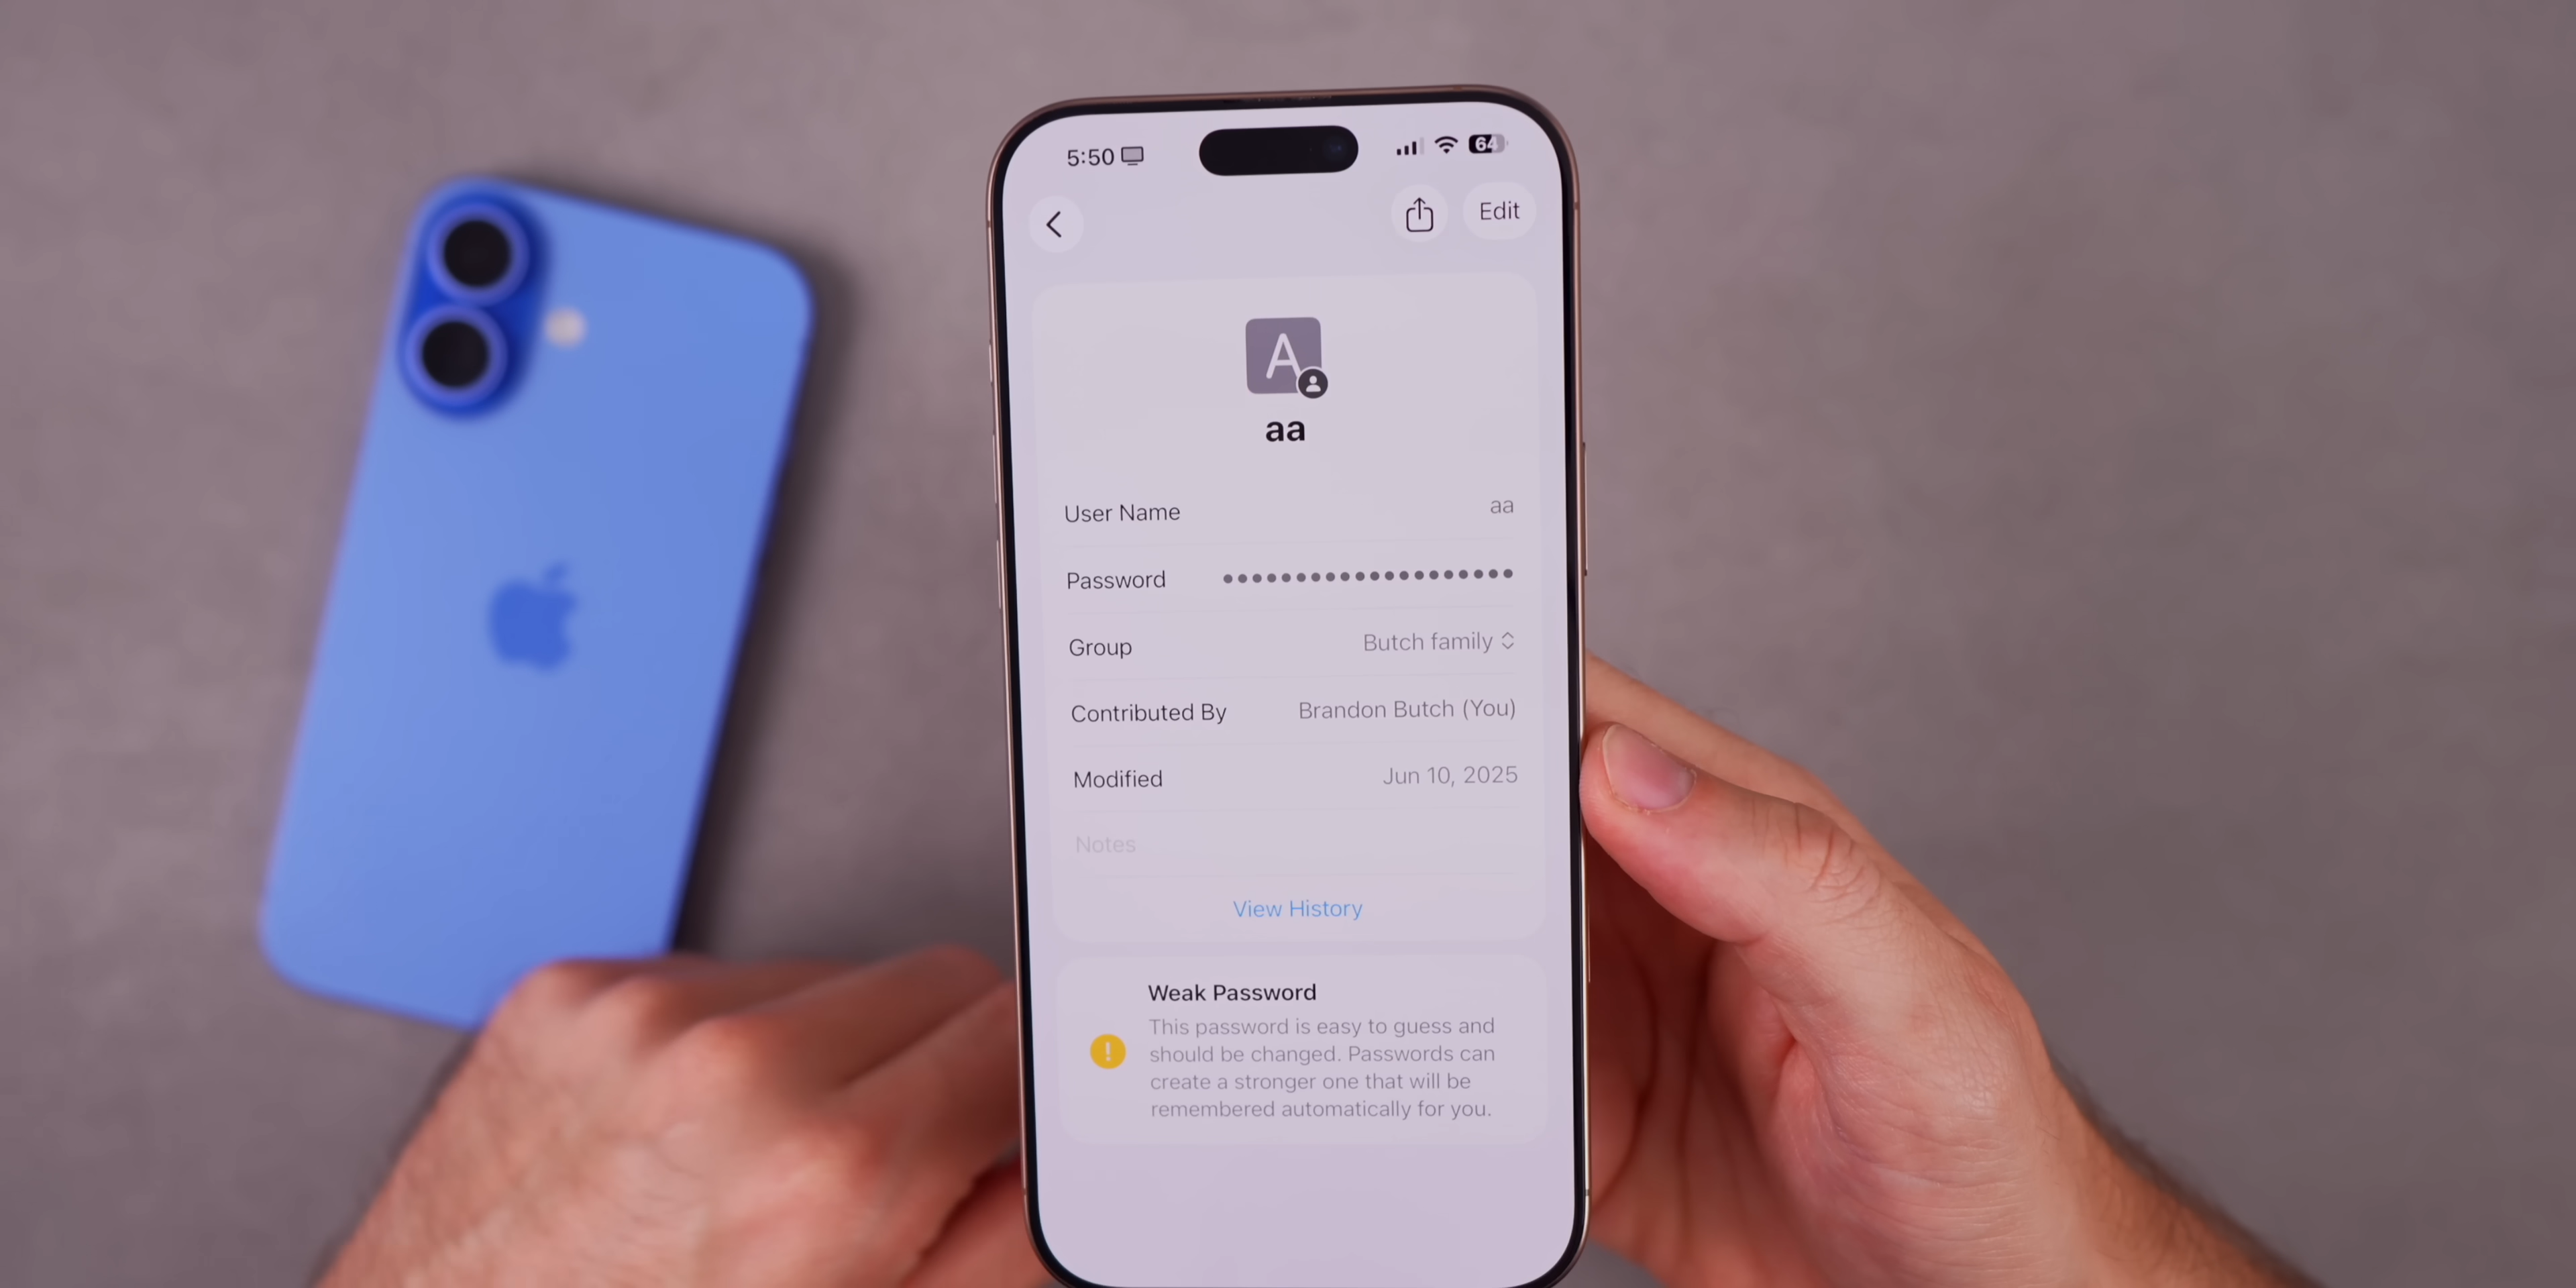 5:50
64
Edit
A
aa
User Name aa
Password ••••••••••••••••••••
Group Butch family
Contributed By Brandon Butch (You)
Modified Jun 10, 2025
Notes
View History
Weak Password
This password is easy to guess and
should be changed. Passwords can
create a stronger one that will be
remembered automatically for you.